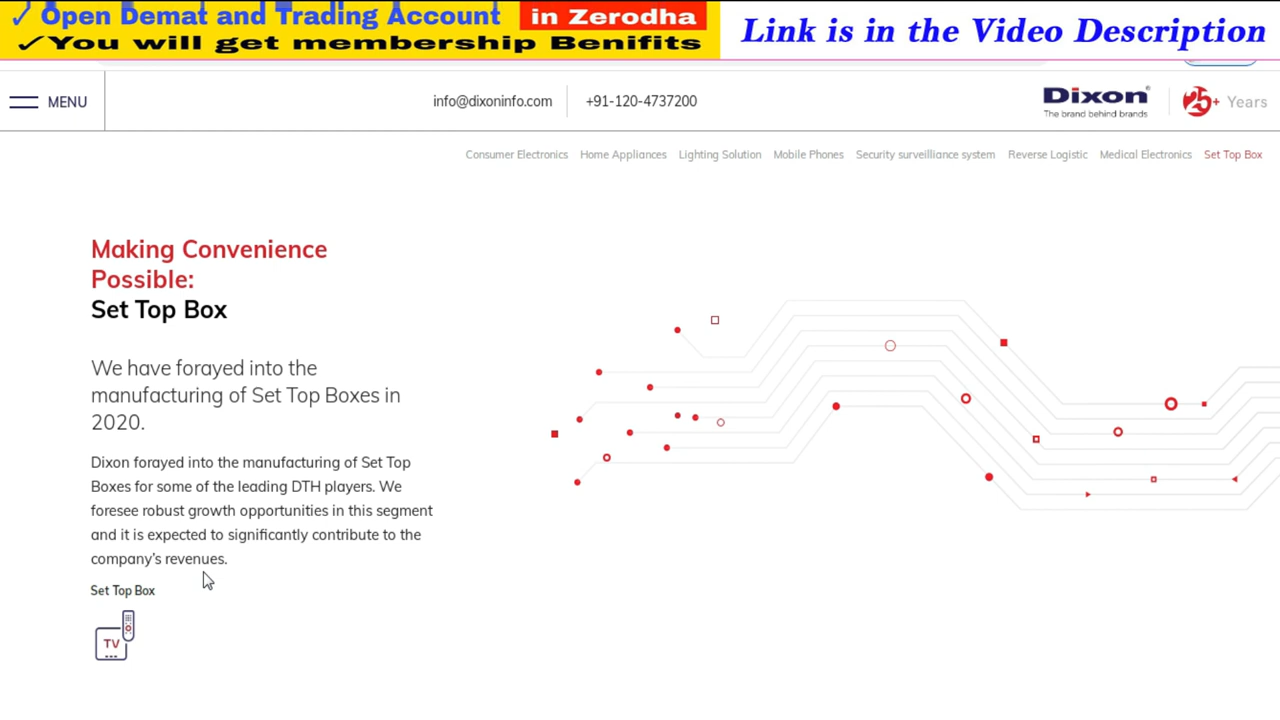 ✓ Open Demat and Trading Account in Zerodha
✓You will get membership Benifits
Link is in the Video Description
MENU
info@dixoninfo.com
+91-120-4737200
Dixon
The brand behind brands
25+ Years
Consumer Electronics Home Appliances Lighting Solution Mobile Phones Security surveilliance system Reverse Logistic Medical Electronics Set Top Box
Making Convenience
Possible:
Set Top Box
We have forayed into the
manufacturing of Set Top Boxes in
2020.
Dixon forayed into the manufacturing of Set Top
Boxes for some of the leading DTH players. We
foresee robust growth opportunities in this segment
and it is expected to significantly contribute to the
company's revenues.
Set Top Box
TV